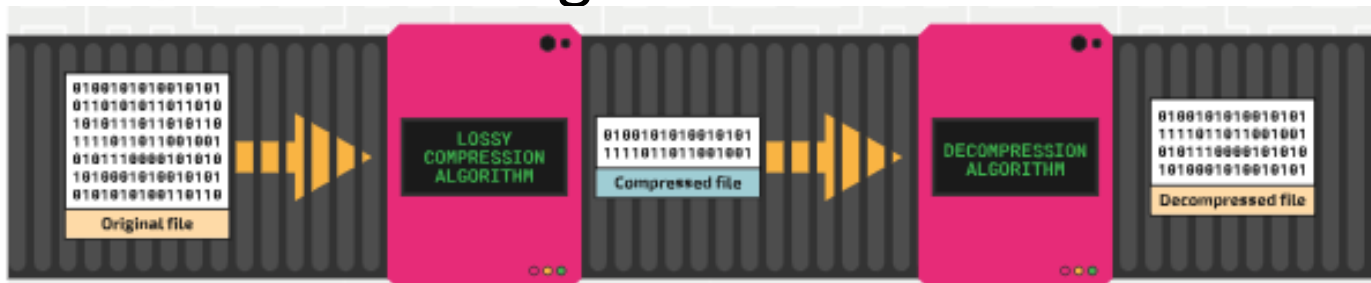 0100101010010101
0110101011011010
1010111011010110
1111011011001001
0101110000101010
1010001010010101
0101010100110110
Original file
LOSSY
COMPRESSION
ALGORITHM
0100101010010101
1111011011001001
Compressed file
DECOMPRESSION
ALGORITHM
0100101010010101
1111011011001001
0101110000101010
1010001010010101
Decompressed file